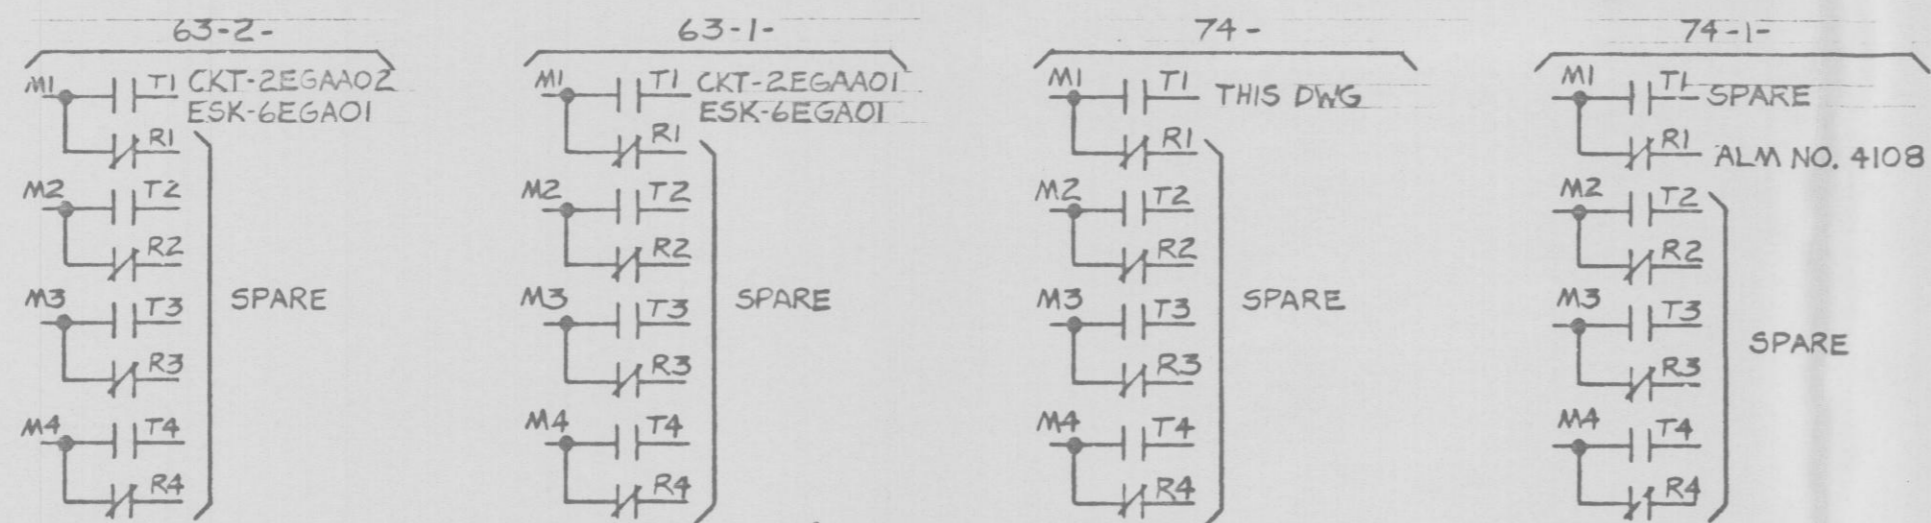 63-2-
M1 T1 CKT-2EGAA02
ESK-6EGA01
R1
M2 T2
R2
M3 T3
SPARE
R3
M4 T4
R4
63-1-
M1 T1 CKT-2EGAA01
ESK-6EGA01
R1
M2 T2
R2
M3 T3
SPARE
R3
M4 T4
R4
74-
M1 T1 THIS DWG
R1
M2 T2
R2
M3 T3
SPARE
R3
M4 T4
R4
74-1-
M1 T1 SPARE
R1 ALM NO. 4108
M2 T2
R2
M3 T3
SPARE
R3
M4 T4
R4